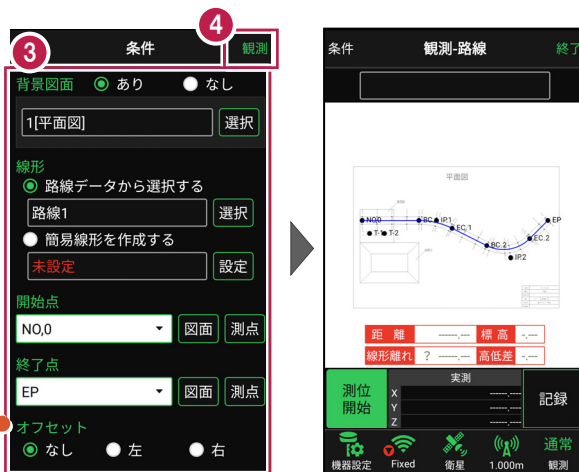 3
4
条件
観測
背景図面
あり
なし
1[平面図]
選択
線形
路線データから選択する
路線1
選択
簡易線形を作成する
未設定
設定
開始点
NO,0
図面
測点
終了点
EP
図面
測点
オフセット
なし
左
右
条件
観測-路線
終了
平面図
NO,0
BC
IP.1
EC.1
T-1
T-2
BC.2
EC.2
EP
IP.2
距 離
------,---
標 高
-,---
線形離れ
?
------,---
高低差
-,---
測位
開始
実測
X
------,----
Y
------,----
Z
------,----
記録
機器設定
Fixed
衛星
1.000m
通常
観測